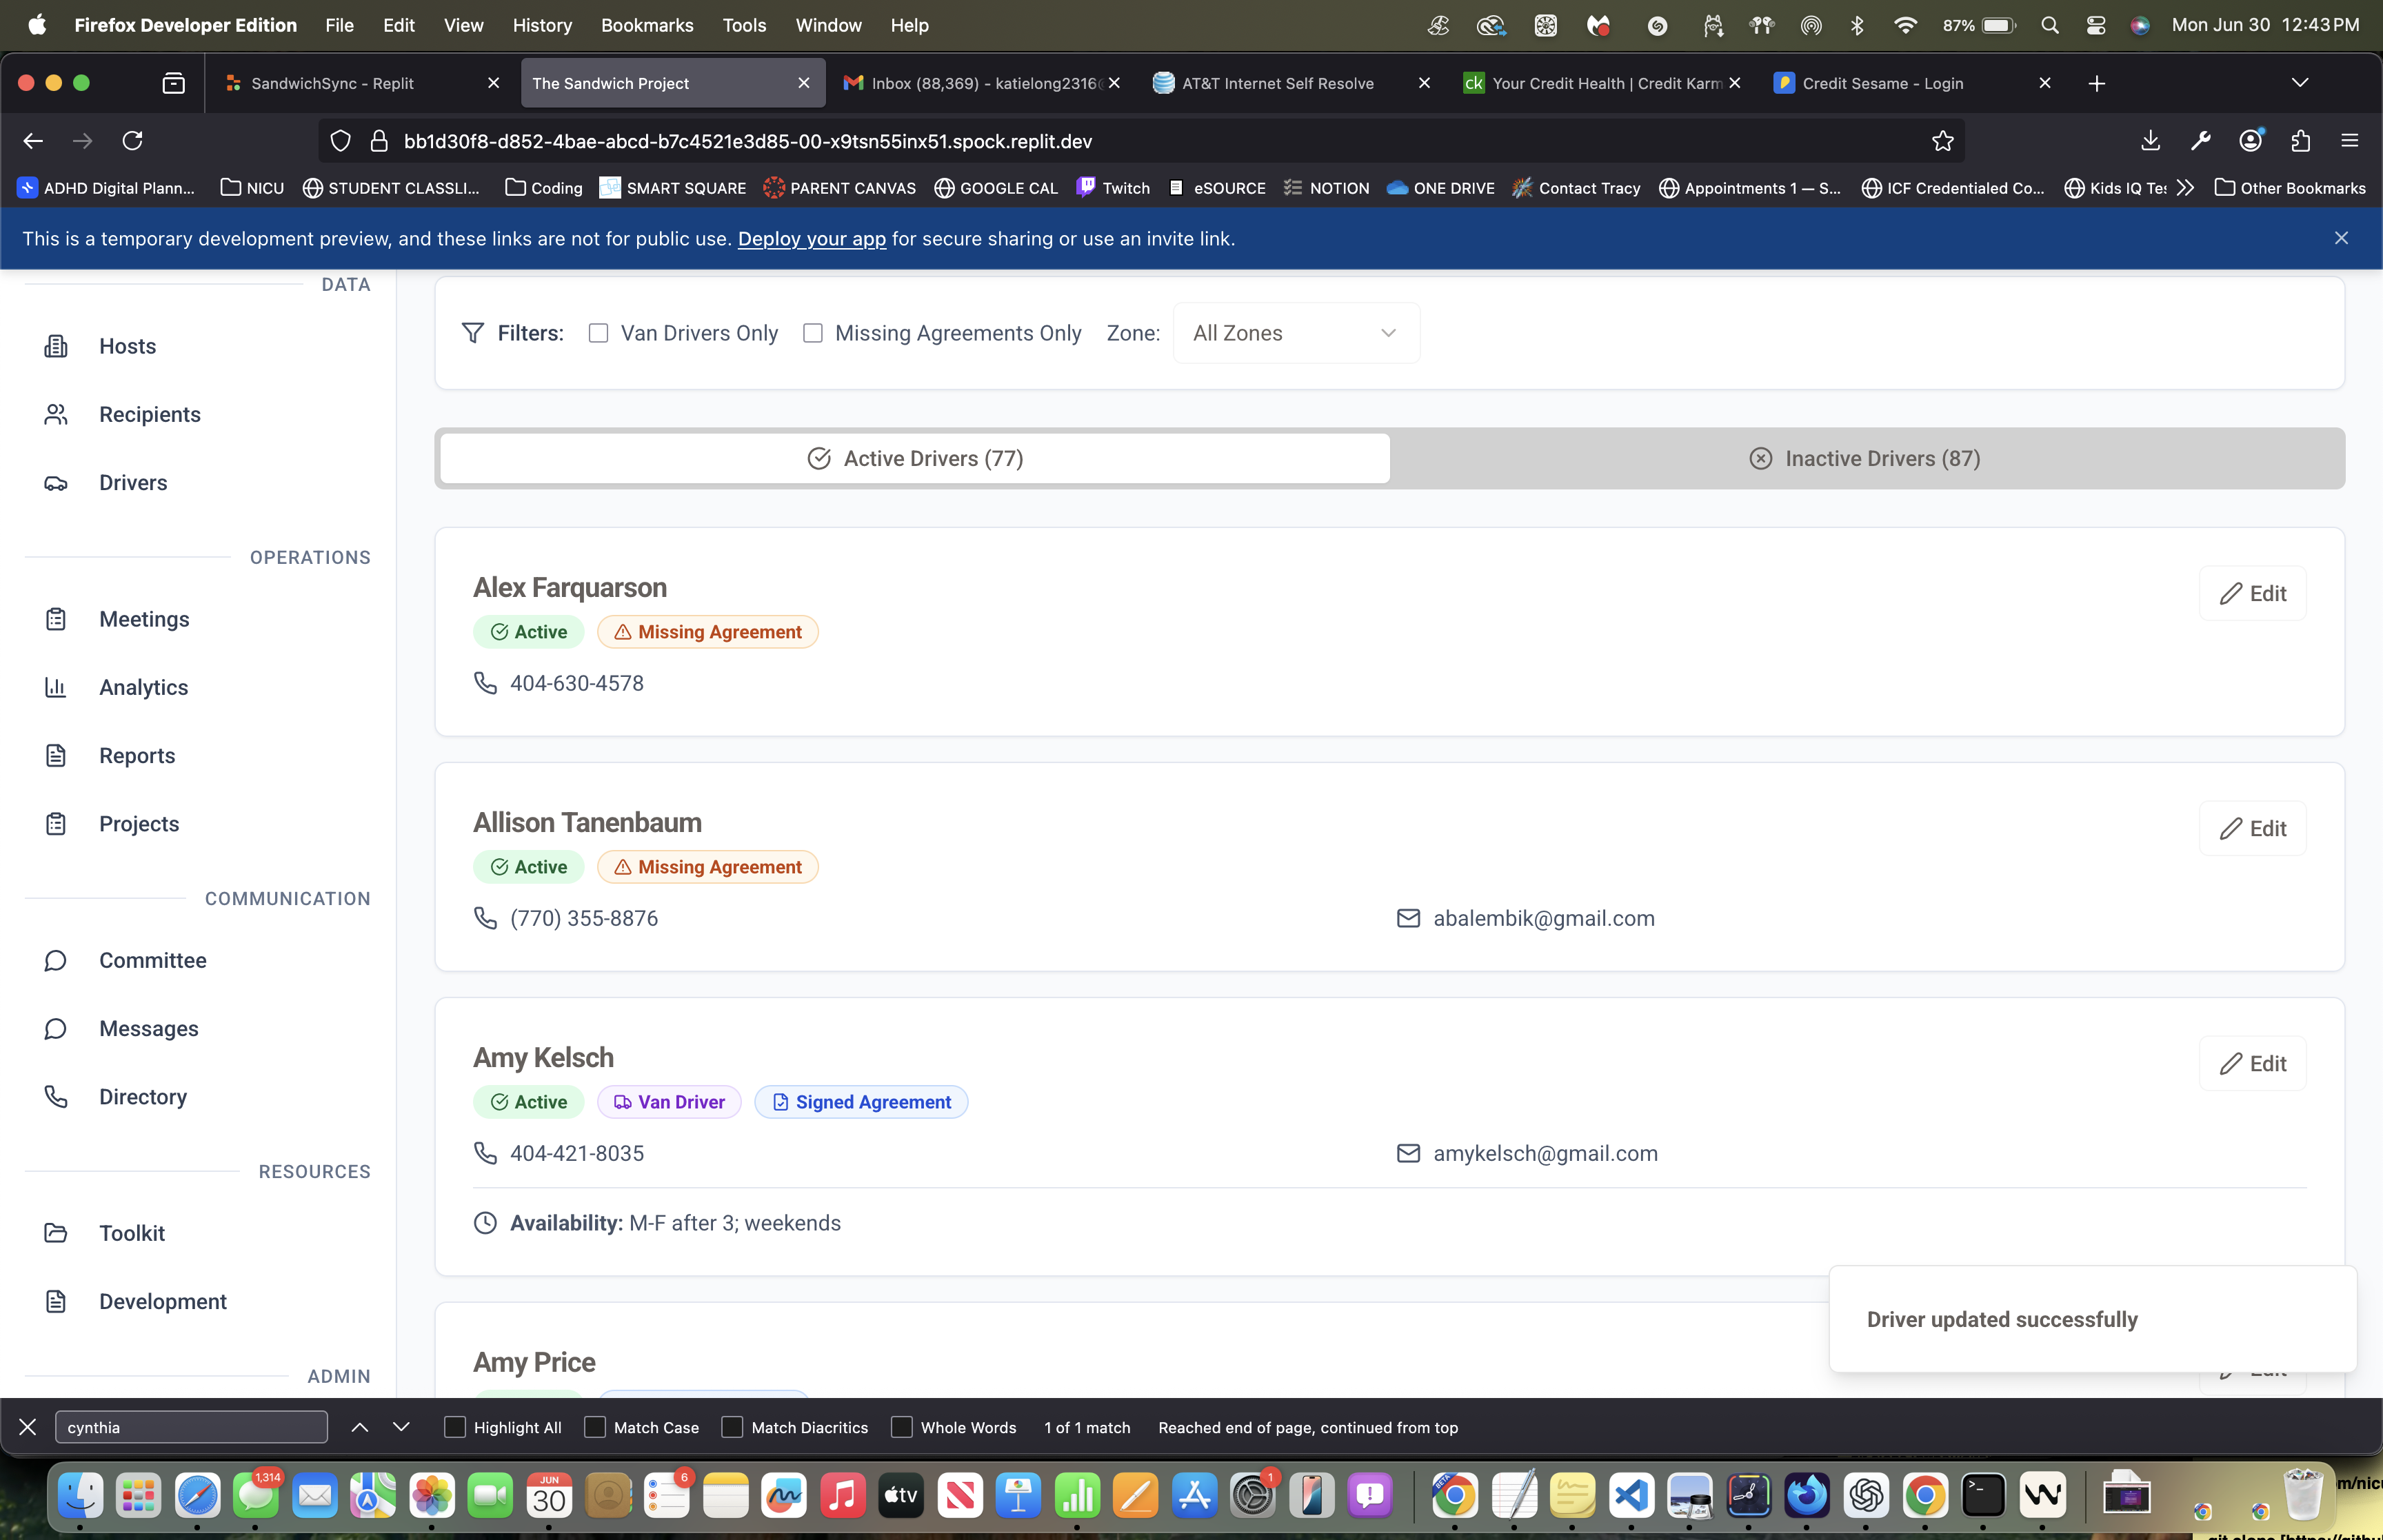 Firefox Developer Edition File Edit View History Bookmarks Tools Window Help 87% Mon Jun 30 12:43 PM
SandwichSync - Replit The Sandwich Project Inbox (88,369) - katielong2316 AT&T Internet Self Resolve Your Credit Health | Credit Karm Credit Sesame - Login
bb1d30f8-d852-4bae-abcd-b7c4521e3d85-00-x9tsn55inx51.spock.replit.dev
ADHD Digital Plann... NICU STUDENT CLASSLI... Coding SMART SQUARE PARENT CANVAS GOOGLE CAL Twitch eSOURCE NOTION ONE DRIVE Contact Tracy Appointments 1 — S... ICF Credentialed Co... Kids IQ Tes Other Bookmarks
This is a temporary development preview, and these links are not for public use. Deploy your app for secure sharing or use an invite link.
DATA
Hosts
Recipients
Drivers
OPERATIONS
Meetings
Analytics
Reports
Projects
COMMUNICATION
Committee
Messages
Directory
RESOURCES
Toolkit
Development
ADMIN
Filters: Van Drivers Only Missing Agreements Only Zone: All Zones
Active Drivers (77) Inactive Drivers (87)
Alex Farquarson
Edit
Active Missing Agreement
404-630-4578
Allison Tanenbaum
Edit
Active Missing Agreement
(770) 355-8876 abalembik@gmail.com
Amy Kelsch
Edit
Active Van Driver Signed Agreement
404-421-8035 amykelsch@gmail.com
Availability: M-F after 3; weekends
Amy Price
Driver updated successfully
cynthia Highlight All Match Case Match Diacritics Whole Words 1 of 1 match Reached end of page, continued from top
1,314
JUN
30
6
tv
1
BETA